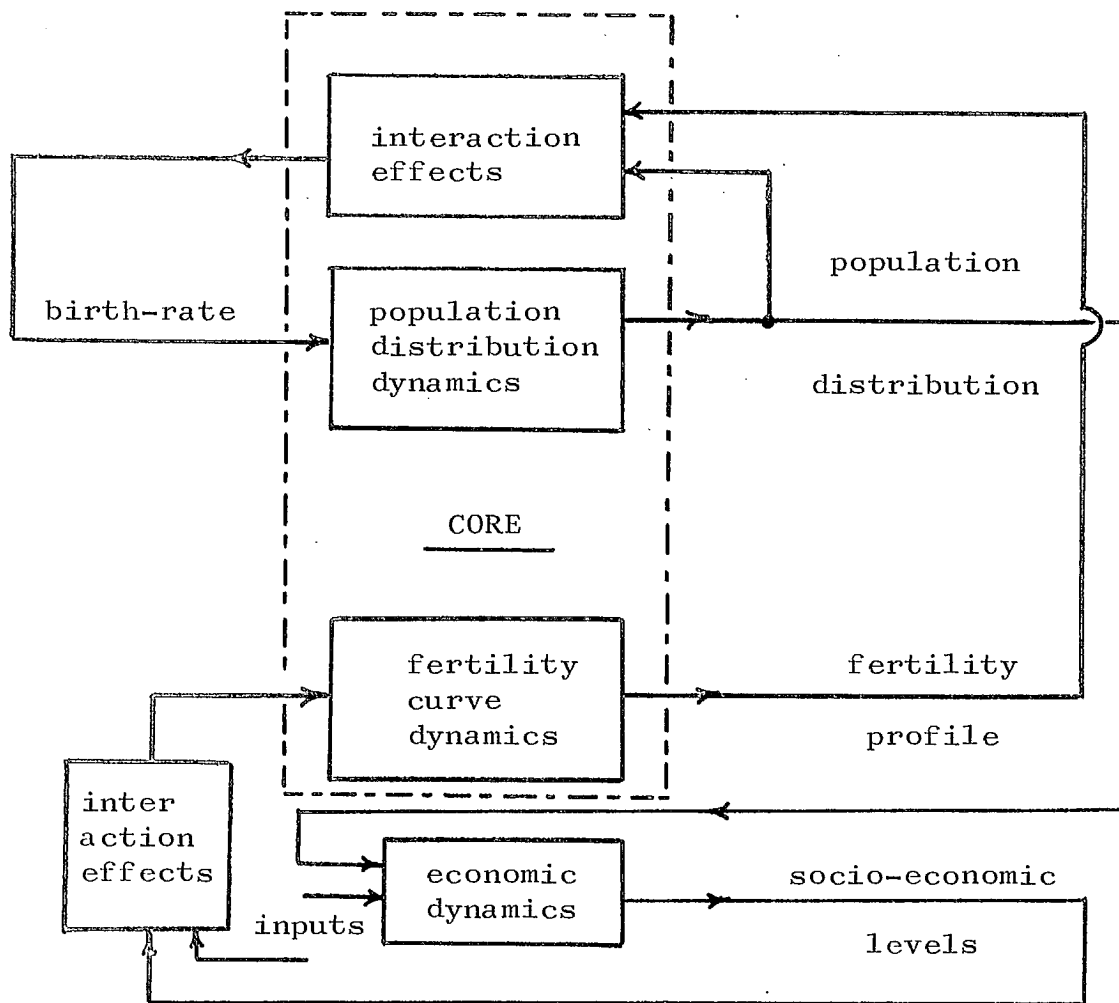 interaction
effects
population
birth-rate
population
distribution
dynamics
distribution
CORE
fertility
curve
dynamics
fertility
profile
inter
action
effects
economic
dynamics
socio-economic
inputs
levels